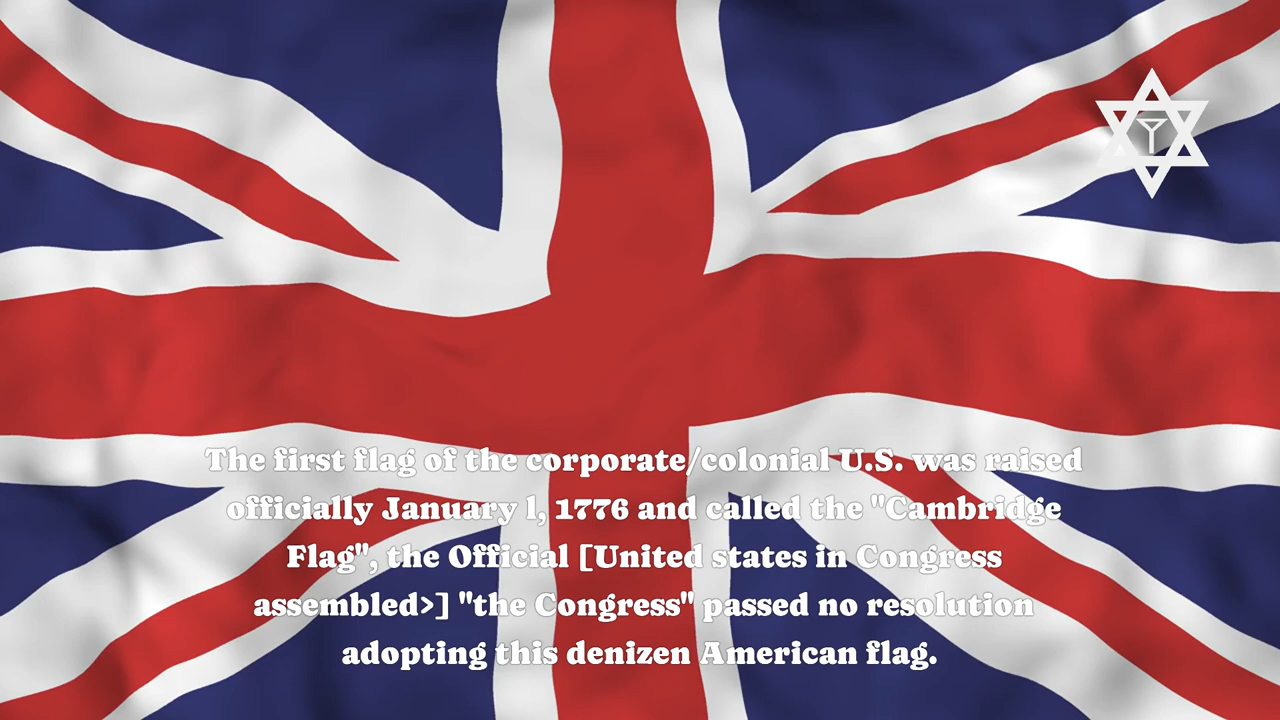 The first flag of the corporate/colonial U.S. was raised
officially January l, 1776 and called the "Cambridge
Flag", the Official [United states in Congress
assembled>] "the Congress" passed no resolution
adopting this denizen American flag.